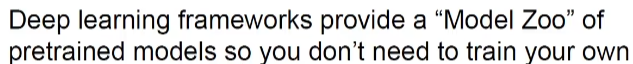 Deep learning frameworks provide a “Model Zoo” of
pretrained models so you don’t need to train your own